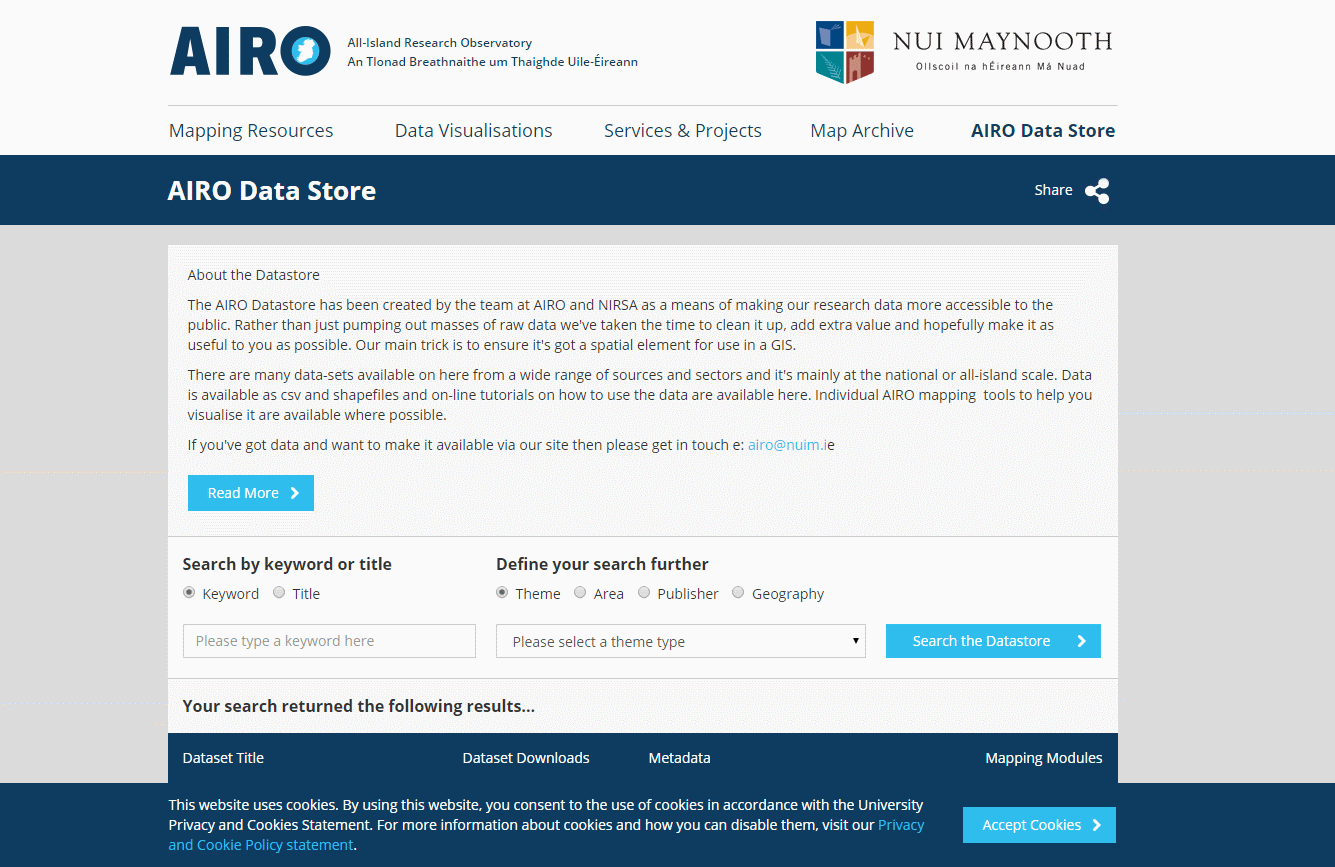 AIRO
All-Island Research Observatory
An Tlonad Breathnaithe um Thaighde Uile-Éireann
NUI MAYNOOTH
Ollscoil na hÉireann Má Nuad
Mapping Resources Data Visualisations Services & Projects Map Archive AIRO Data Store
AIRO Data Store
Share
About the Datastore
The AIRO Datastore has been created by the team at AIRO and NIRSA as a means of making our research data more accessible to the
public. Rather than just pumping out masses of raw data we've taken the time to clean it up, add extra value and hopefully make it as
useful to you as possible. Our main trick is to ensure it's got a spatial element for use in a GIS.
There are many data-sets available on here from a wide range of sources and sectors and it's mainly at the national or all-island scale. Data
is available as csv and shapefiles and on-line tutorials on how to use the data are available here. Individual AIRO mapping tools to help you
visualise it are available where possible.
If you've got data and want to make it available via our site then please get in touch e: airo@nuim.ie
Read More
Search by keyword or title
Keyword Title
Please type a keyword here
Define your search further
Theme Area Publisher Geography
Please select a theme type
Search the Datastore
Your search returned the following results...
Dataset Title Dataset Downloads Metadata Mapping Modules
This website uses cookies. By using this website, you consent to the use of cookies in accordance with the University
Privacy and Cookies Statement. For more information about cookies and how you can disable them, visit our Privacy
and Cookie Policy statement.
Accept Cookies